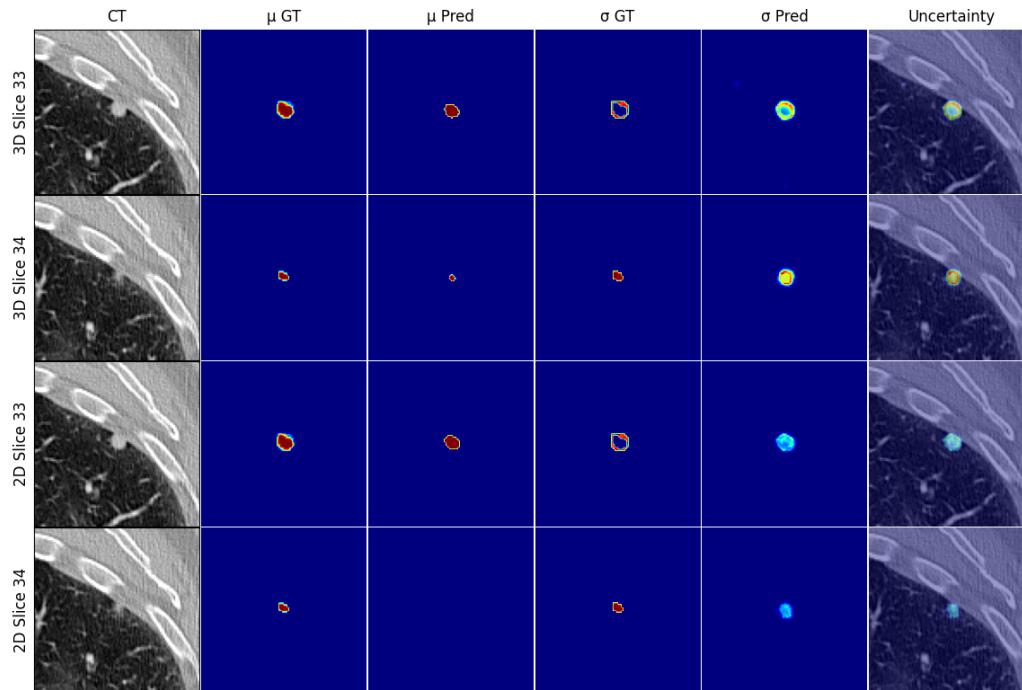 CT μ GT μ Pred σ GT σ Pred Uncertainty
3D Slice 33
3D Slice 34
2D Slice 33
2D Slice 34